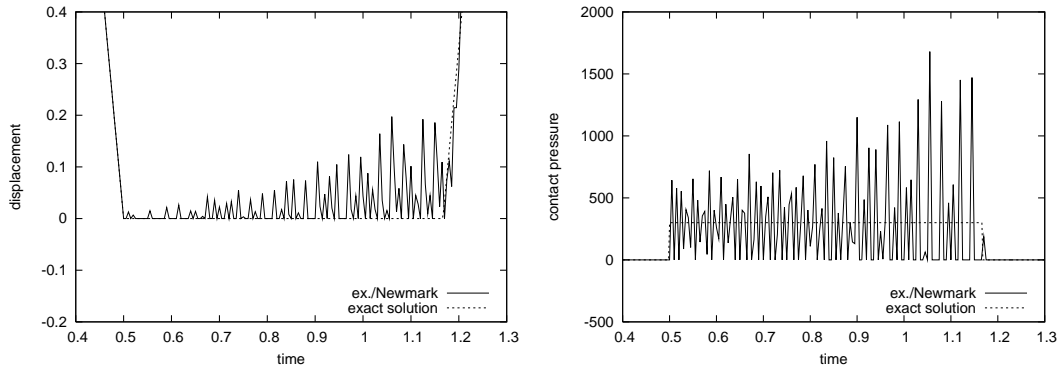 displacement
0.4
0.3
0.2
0.1
0
-0.1
-0.2
ex./Newmark
exact solution
0.4 0.5 0.6 0.7 0.8 0.9 1 1.1 1.2 1.3
time
contact pressure
2000
1500
1000
500
0
-500
ex./Newmark
exact solution
0.4 0.5 0.6 0.7 0.8 0.9 1 1.1 1.2 1.3
time